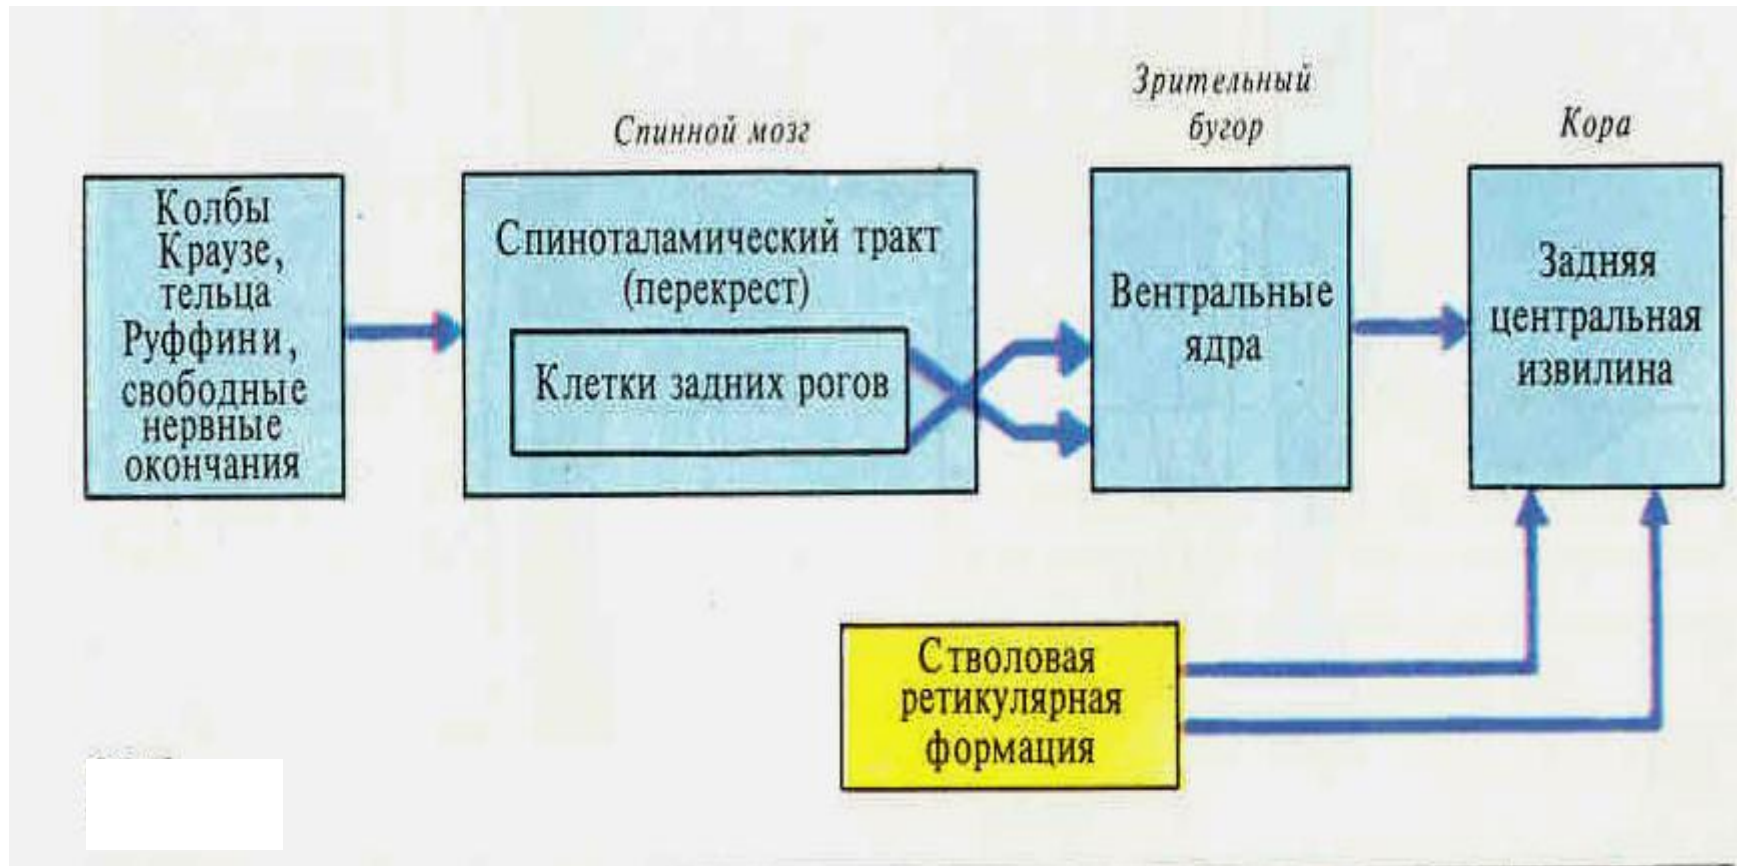 Спинной мозг
Зрительный
бугор
Кора
Колбы
Краузе,
тельца
Руффини,
свободные
нервные
окончания
Спиноталамический тракт
(перекрест)
Клетки задних рогов
Вентральные
ядра
Задняя
центральная
извилина
Стволовая
ретикулярная
формация